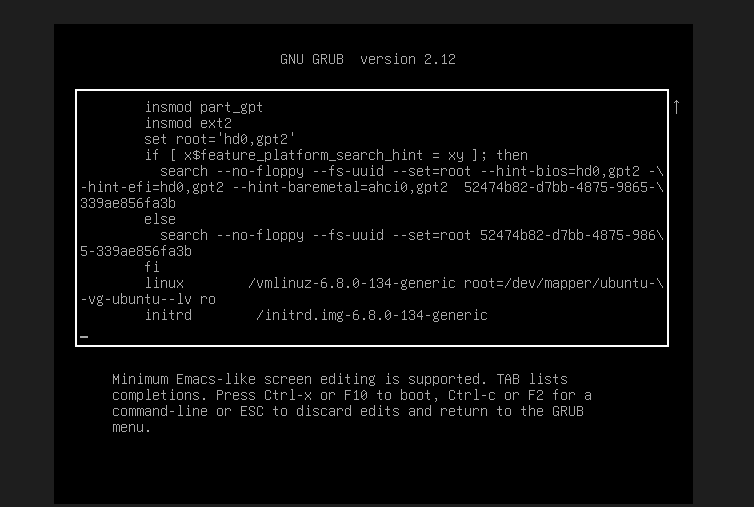 GNU GRUB  version 2.12
insmod part_gpt
insmod ext2
set root='hd0,gpt2'
if [ x$feature_platform_search_hint = xy ]; then
search --no-floppy --fs-uuid --set=root --hint-bios=hd0,gpt2 -\
-hint-efi=hd0,gpt2 --hint-baremetal=ahci0,gpt2  52474b82-d7bb-4875-9865-\
339ae856fa3b
else
search --no-floppy --fs-uuid --set=root 52474b82-d7bb-4875-986\
5-339ae856fa3b
fi
linux        /vmlinuz-6.8.0-134-generic root=/dev/mapper/ubuntu-\
-vg-ubuntu--lv ro
initrd        /initrd.img-6.8.0-134-generic
Minimum Emacs-like screen editing is supported. TAB lists
completions. Press Ctrl-x or F10 to boot, Ctrl-c or F2 for a
command-line or ESC to discard edits and return to the GRUB
menu.